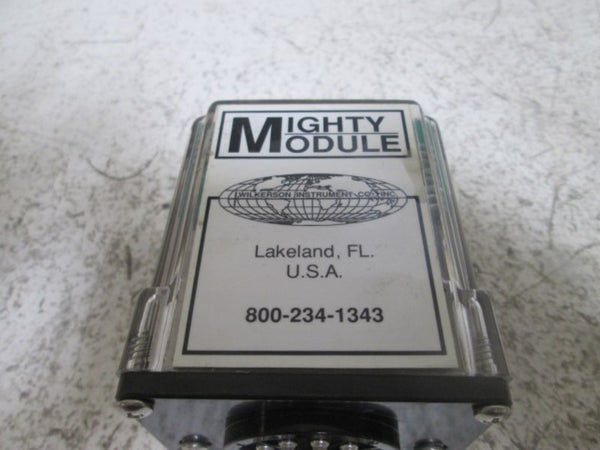 MIGHTY
MODULE
WILKERSON INSTRUMENT CO., INC.
Lakeland, FL.
U.S.A.
800-234-1343